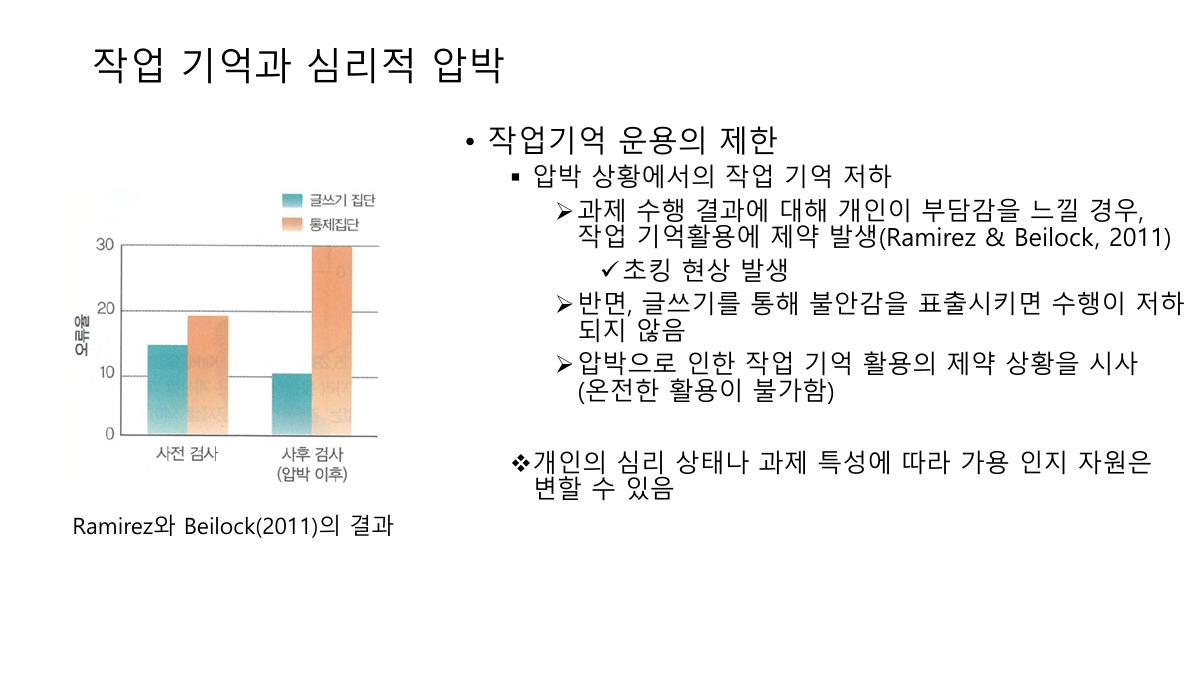 작업 기억과 심리적 압박
• 작업기억 운용의 제한
▪ 압박 상황에서의 작업 기억 저하
➢ 과제 수행 결과에 대해 개인이 부담감을 느낄 경우,
작업 기억활용에 제약 발생(Ramirez & Beilock, 2011)
✓ 초킹 현상 발생
➢ 반면, 글쓰기를 통해 불안감을 표출시키면 수행이 저하
되지 않음
➢ 압박으로 인한 작업 기억 활용의 제약 상황을 시사
(온전한 활용이 불가함)
❖ 개인의 심리 상태나 과제 특성에 따라 가용 인지 자원은
변할 수 있음
글쓰기 집단
통제집단
오류율
30
20
10
0
사전 검사
사후 검사
(압박 이후)
Ramirez와 Beilock(2011)의 결과